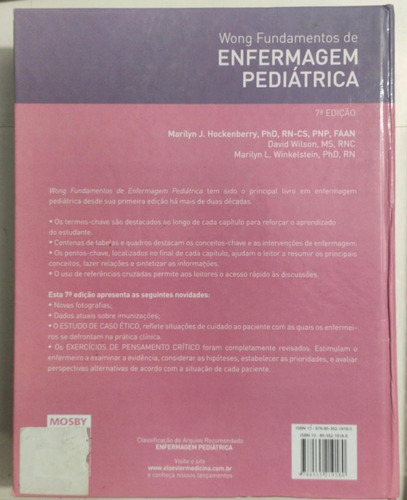 Wong Fundamentos de
ENFERMAGEM
PEDIÁTRICA
7ª EDIÇÃO
Marilyn J. Hockenberry, PhD, RN-CS, PNP, FAAN
David Wilson, MS, RNC
Marilyn L. Winkelstein, PhD, RN
Wong Fundamentos de Enfermagem Pediátrica tem sido o principal livro em enfermagem
pediátrica desde sua primeira edição há mais de duas décadas.
• Os termos-chave são destacados no longo de cada capítulo para reforçar o aprendizado
do estudante.
• Centenas de tabelas e quadros destacam os conceitos-chave e as intervenções de enfermagem.
• Os pontos-chave, localizados no final de cada capítulo, ajudam o leitor a resumir os principais
conceitos, fazer relações e sintetizar as informações.
• O uso de referências cruzadas permite aos leitores o acesso rápido às discussões.
Esta 7ª edição apresenta as seguintes novidades:
• Novas fotografias;
• Dados atuais sobre imunizações;
• O ESTUDO DE CASO ÉTICO, reflete situações de cuidado ao paciente com as quais os enfermei-
ros se defrontam na prática clínica.
• Os EXERCÍCIOS DE PENSAMENTO CRÍTICO foram completamente revisados. Estimulam o
enfermeiro a examinar a evidência, considerar as hipóteses, estabelecer as prioridades, e avaliar
perspectivas alternativas de acordo com a situação de cada paciente.
MOSBY
Classificação de Arquivo Recomendada
ENFERMAGEM PEDIÁTRICA
Visite o site
www.elseviermedicina.com.br
e conheça nossos lançamentos